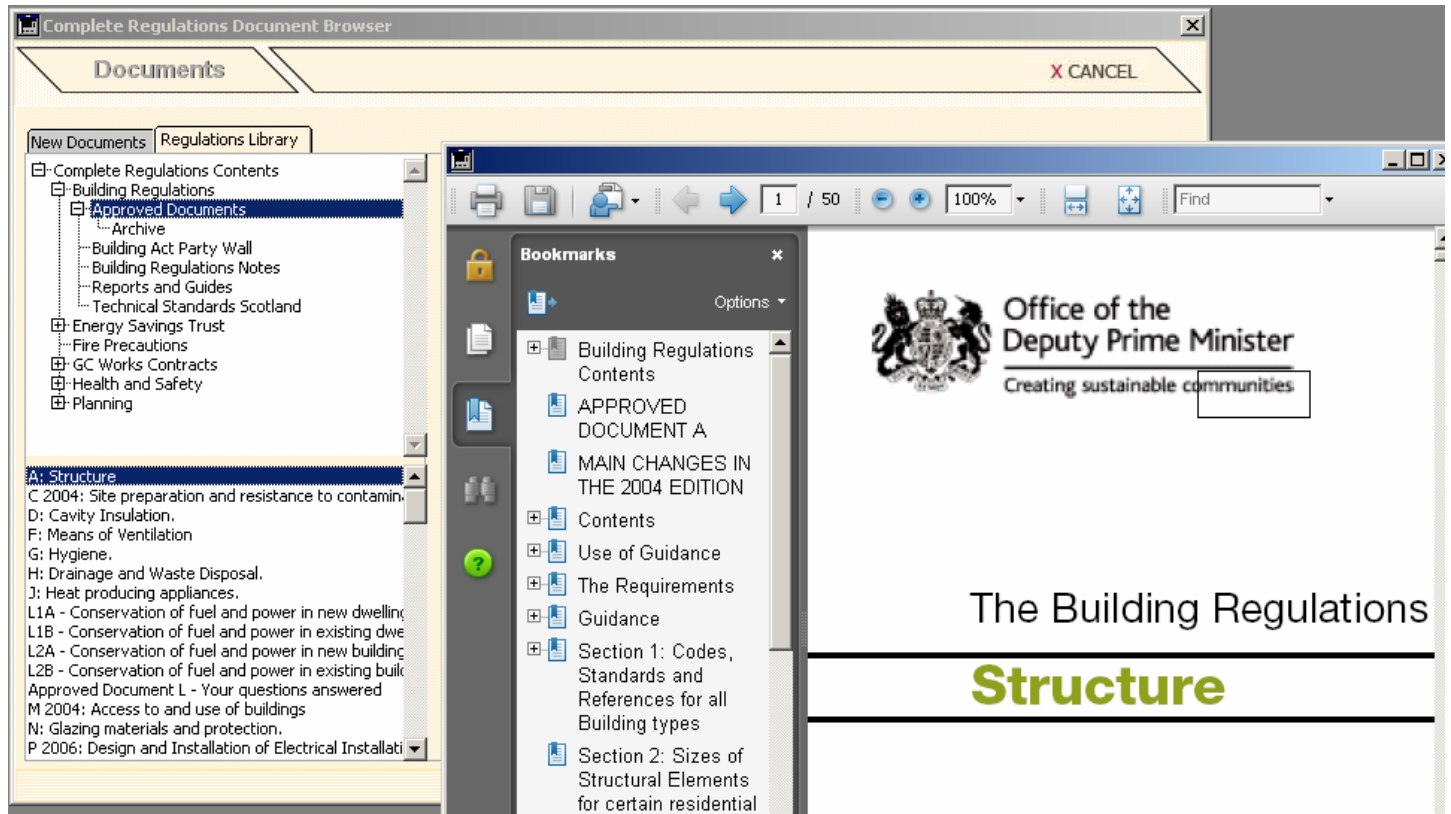 Complete Regulations Document Browser
Documents
X CANCEL
New Documents
Regulations Library
Complete Regulations Contents
Building Regulations
Approved Documents
Archive
Building Act Party Wall
Building Regulations Notes
Reports and Guides
Technical Standards Scotland
Energy Savings Trust
Fire Precautions
GC Works Contracts
Health and Safety
Planning
A: Structure
C 2004: Site preparation and resistance to contamin
D: Cavity Insulation.
F: Means of Ventilation
G: Hygiene.
H: Drainage and Waste Disposal.
J: Heat producing appliances.
L1A - Conservation of fuel and power in new dwelling
L1B - Conservation of fuel and power in existing dwe
L2A - Conservation of fuel and power in new building
L2B - Conservation of fuel and power in existing build
Approved Document L - Your questions answered
M 2004: Access to and use of buildings
N: Glazing materials and protection.
P 2006: Design and Installation of Electrical Installati
1 / 50
100%
Find
Bookmarks
Options
Building Regulations
Contents
APPROVED
DOCUMENT A
MAIN CHANGES IN
THE 2004 EDITION
Contents
Use of Guidance
The Requirements
Guidance
Section 1: Codes,
Standards and
References for all
Building types
Section 2: Sizes of
Structural Elements
for certain residential
Office of the
Deputy Prime Minister
Creating sustainable communities
The Building Regulations
Structure